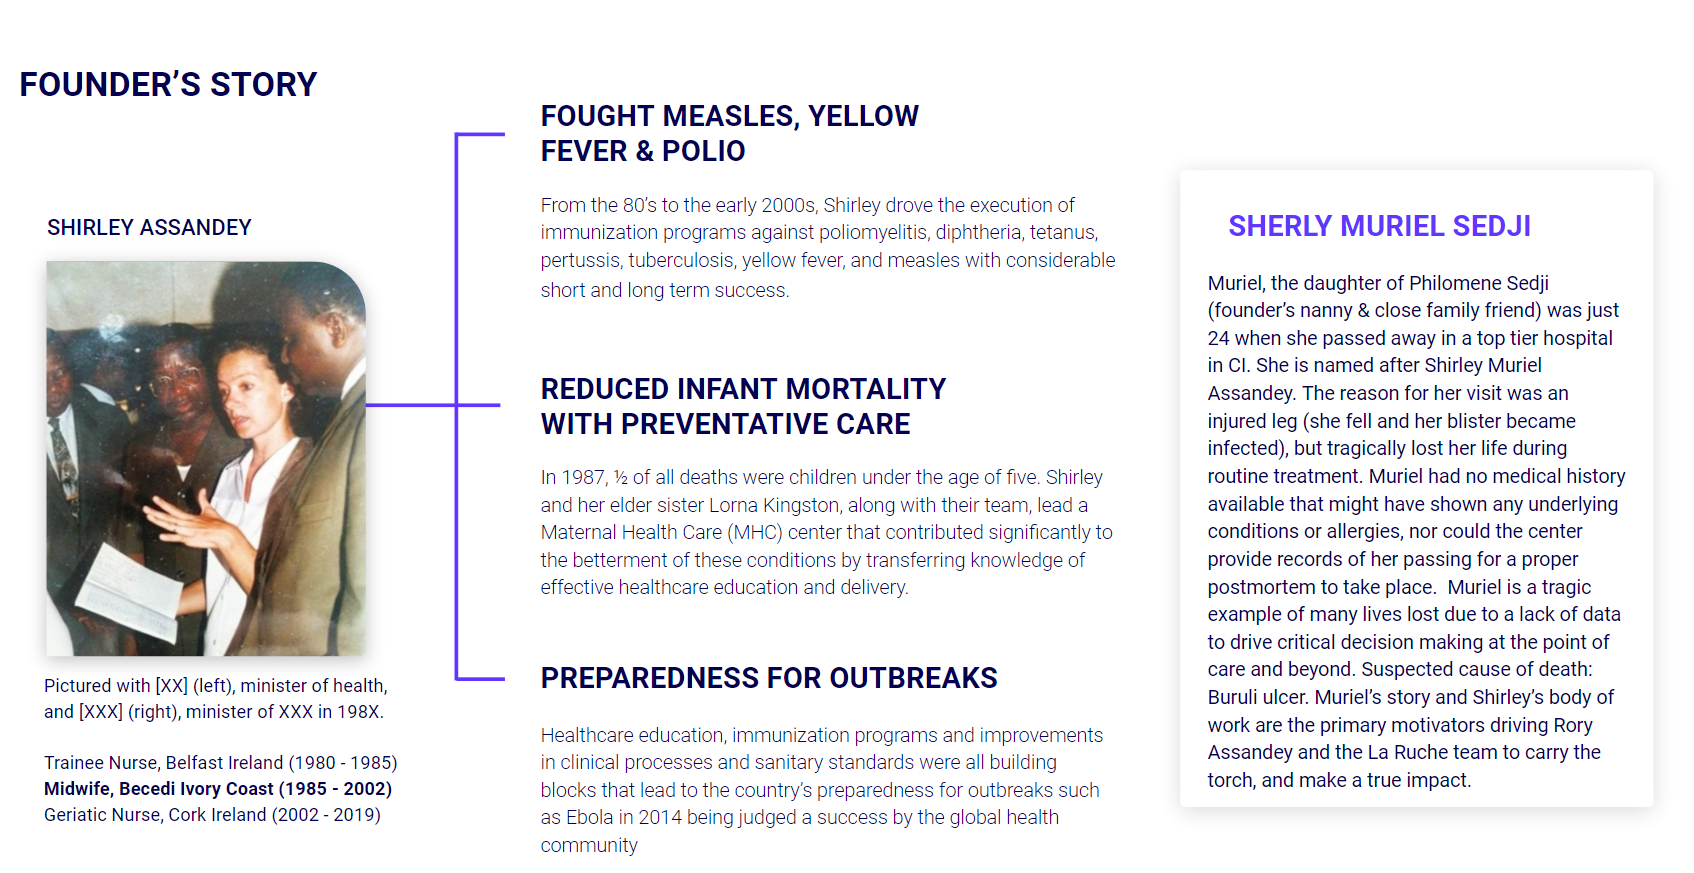 FOUNDER’S STORY
SHIRLEY ASSANDEY
Pictured with [XX] (left), minister of health,
and [XXX] (right), minister of XXX in 198X.
Trainee Nurse, Belfast Ireland (1980 - 1985)
Midwife, Becedi Ivory Coast (1985 - 2002)
Geriatic Nurse, Cork Ireland (2002 - 2019)
FOUGHT MEASLES, YELLOW
FEVER & POLIO
From the 80’s to the early 2000s, Shirley drove the execution of
immunization programs against poliomyelitis, diphtheria, tetanus,
pertussis, tuberculosis, yellow fever, and measles with considerable
short and long term success.
REDUCED INFANT MORTALITY
WITH PREVENTATIVE CARE
In 1987, ½ of all deaths were children under the age of five. Shirley
and her elder sister Lorna Kingston, along with their team, lead a
Maternal Health Care (MHC) center that contributed significantly to
the betterment of these conditions by transferring knowledge of
effective healthcare education and delivery.
PREPAREDNESS FOR OUTBREAKS
Healthcare education, immunization programs and improvements
in clinical processes and sanitary standards were all building
blocks that lead to the country’s preparedness for outbreaks such
as Ebola in 2014 being judged a success by the global health
community
SHERLY MURIEL SEDJI
Muriel, the daughter of Philomene Sedji
(founder’s nanny & close family friend) was just
24 when she passed away in a top tier hospital
in CI. She is named after Shirley Muriel
Assandey. The reason for her visit was an
injured leg (she fell and her blister became
infected), but tragically lost her life during
routine treatment. Muriel had no medical history
available that might have shown any underlying
conditions or allergies, nor could the center
provide records of her passing for a proper
postmortem to take place.  Muriel is a tragic
example of many lives lost due to a lack of data
to drive critical decision making at the point of
care and beyond. Suspected cause of death:
Buruli ulcer. Muriel’s story and Shirley’s body of
work are the primary motivators driving Rory
Assandey and the La Ruche team to carry the
torch, and make a true impact.